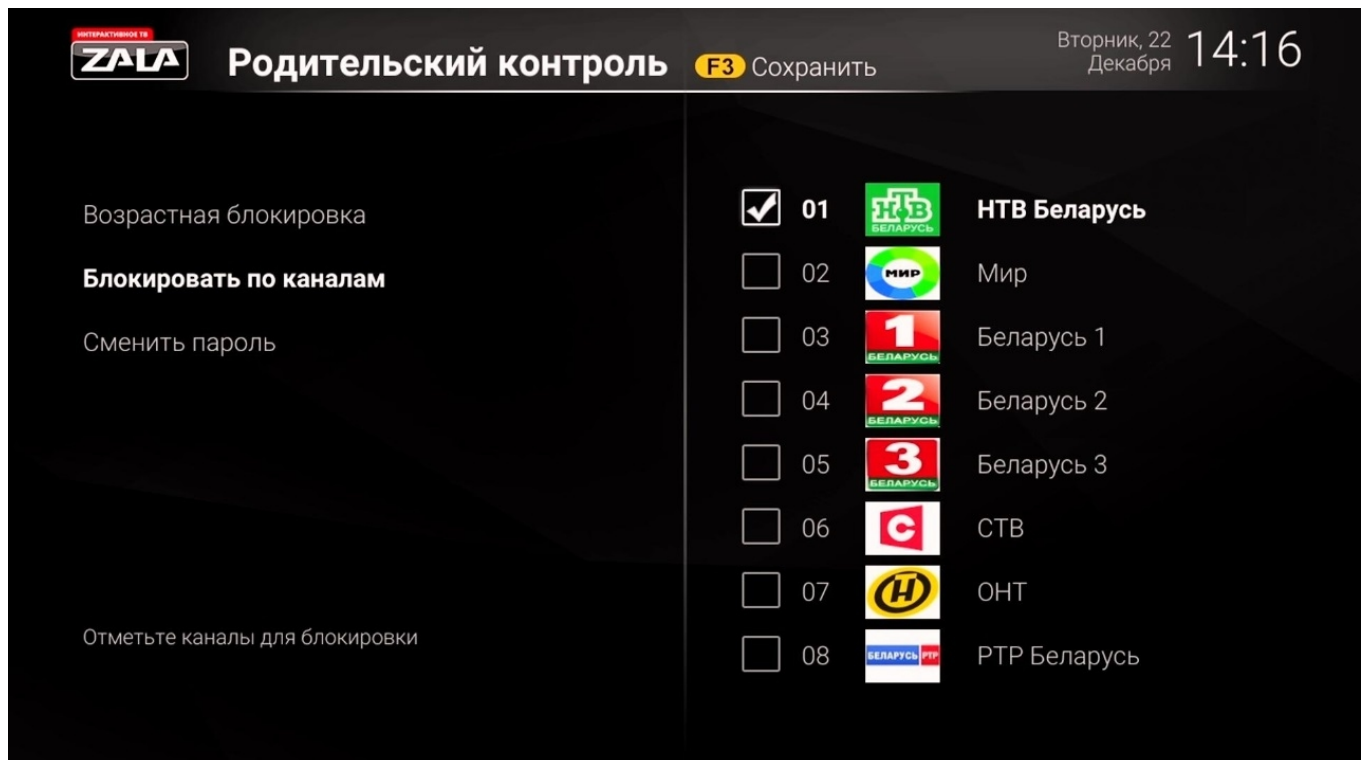 ИНТЕРАКТИВНОЕ ТВ
ZALA
Родительский контроль
F3 Сохранить
Вторник, 22
Декабря
14:16
Возрастная блокировка
Блокировать по каналам
Сменить пароль
Отметьте каналы для блокировки
01 НТВ БЕЛАРУСЬ НТВ Беларусь
02 МИР Мир
03 1 БЕЛАРУСЬ Беларусь 1
04 2 БЕЛАРУСЬ Беларусь 2
05 3 БЕЛАРУСЬ Беларусь 3
06 С СТВ
07 Н ОНТ
08 БЕЛАРУСЬ РТР РТР Беларусь